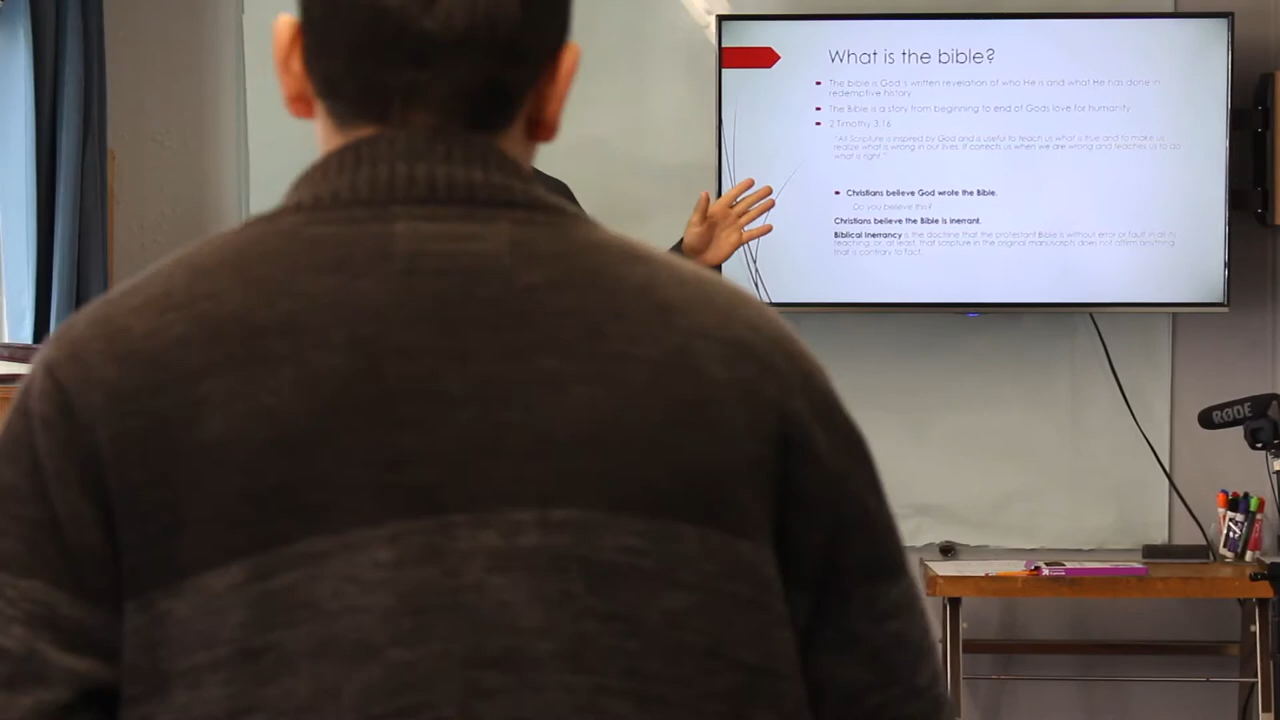 What is the bible?
The bible is God s written revelation of who He is and what He has done in
redemptive history
The Bible is a story from beginning to end of Gods love for humanity
2 Timothy 3:16
"All Scripture is inspired by God and is useful to teach us what is true and to make us
realize what is wrong in our lives. It corrects us when we are wrong and teaches us to do
what is right "
Christians believe God wrote the Bible.
Do you believe this?
Christians believe the Bible is inerrant.
Biblical Inerrancy is the doctrine that the protestant Bible is without error or fault in all its
teaching; or, at least, that scripture in the original manuscripts does not affirm anything
that is contrary to fact.
RØDE